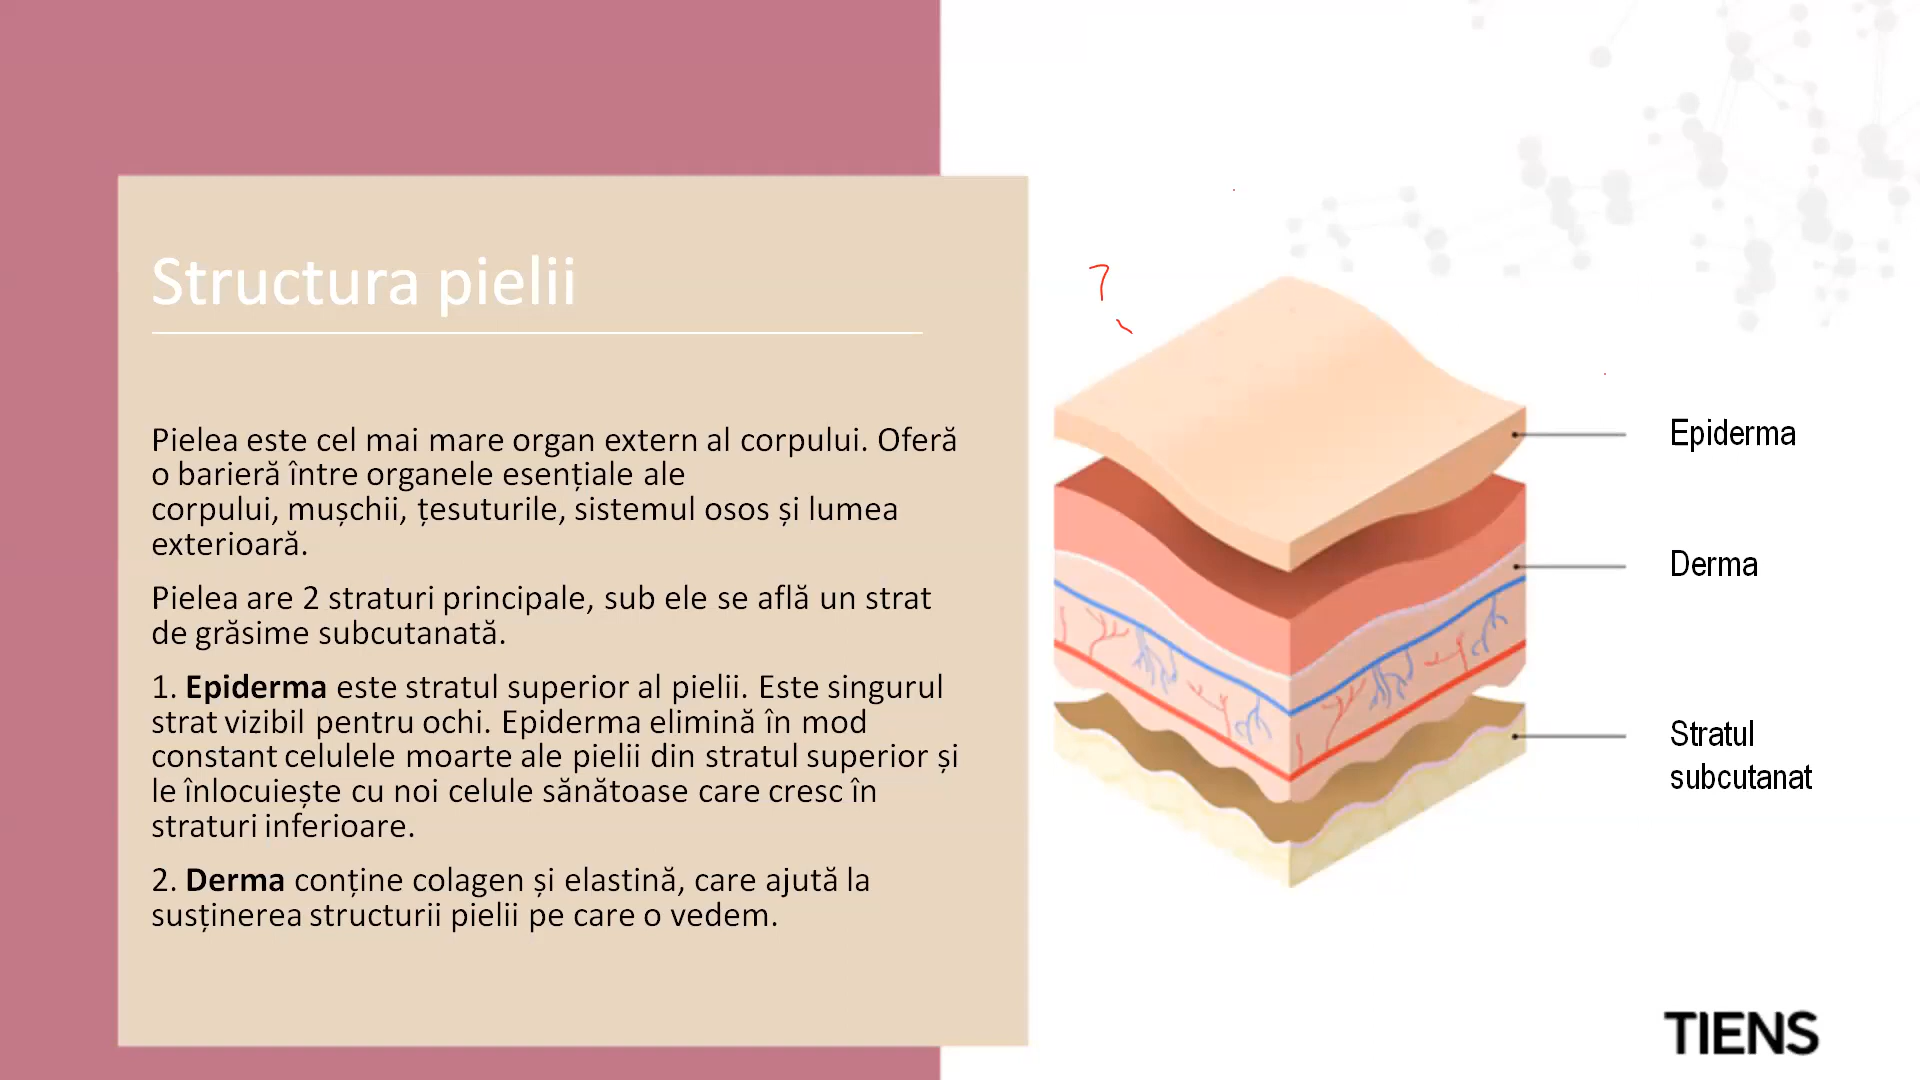 Structura pielii
Pielea este cel mai mare organ extern al corpului. Oferă
o barieră între organele esențiale ale
corpului, mușchii, țesuturile, sistemul osos și lumea
exterioară.
Pielea are 2 straturi principale, sub ele se află un strat
de grăsime subcutanată.
1. Epiderma este stratul superior al pielii. Este singurul
strat vizibil pentru ochi. Epiderma elimină în mod
constant celulele moarte ale pielii din stratul superior și
le înlocuiește cu noi celule sănătoase care cresc în
straturi inferioare.
2. Derma conține colagen și elastină, care ajută la
susținerea structurii pielii pe care o vedem.
Epiderma
Derma
Stratul
subcutanat
TIENS